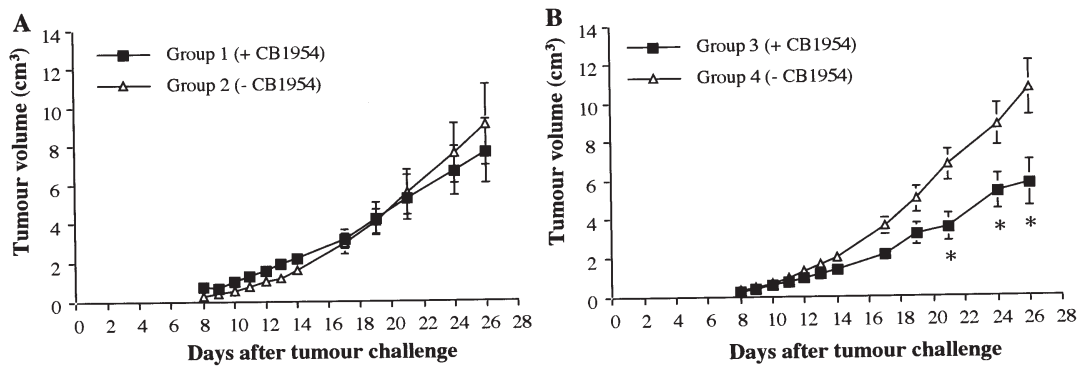 A
14
12
10
8
6
4
2
0
Tumour volume (cm³)
Group 1 (+ CB1954)
Group 2 (- CB1954)
0 2 4 6 8 10 12 14 16 18 20 22 24 26 28
Days after tumour challenge
B
14
12
10
8
6
4
2
0
Tumour volume (cm³)
Group 3 (+ CB1954)
Group 4 (- CB1954)
*
*
*
0 2 4 6 8 10 12 14 16 18 20 22 24 26 28
Days after tumour challenge